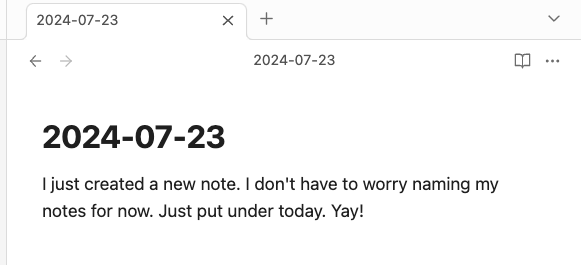 2024-07-23
2024-07-23
2024-07-23
I just created a new note. I don't have to worry naming my
notes for now. Just put under today. Yay!